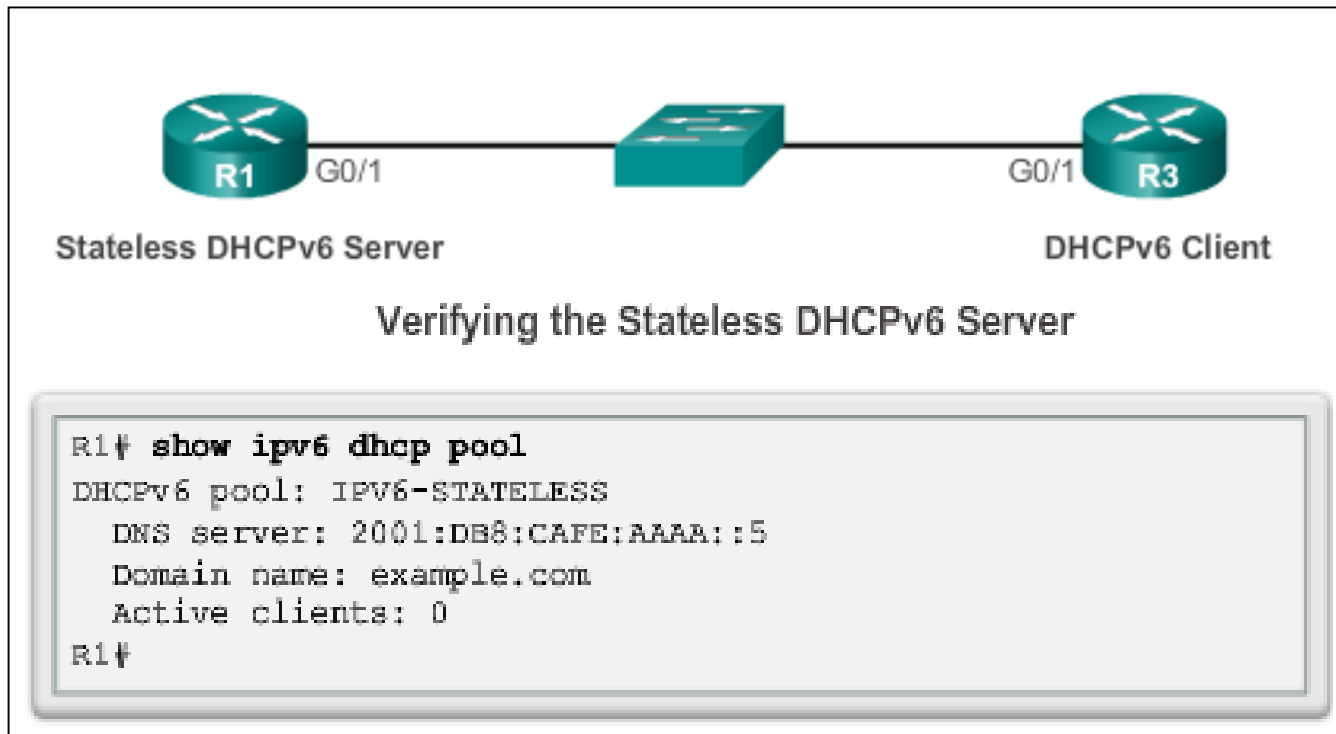 R1
G0/1
G0/1
R3
Stateless DHCPv6 Server
DHCPv6 Client
Verifying the Stateless DHCPv6 Server
R1# show ipv6 dhcp pool
DHCPv6 pool: IPV6-STATELESS
DNS server: 2001:DB8:CAFE:AAAA::5
Domain name: example.com
Active clients: 0
R1#